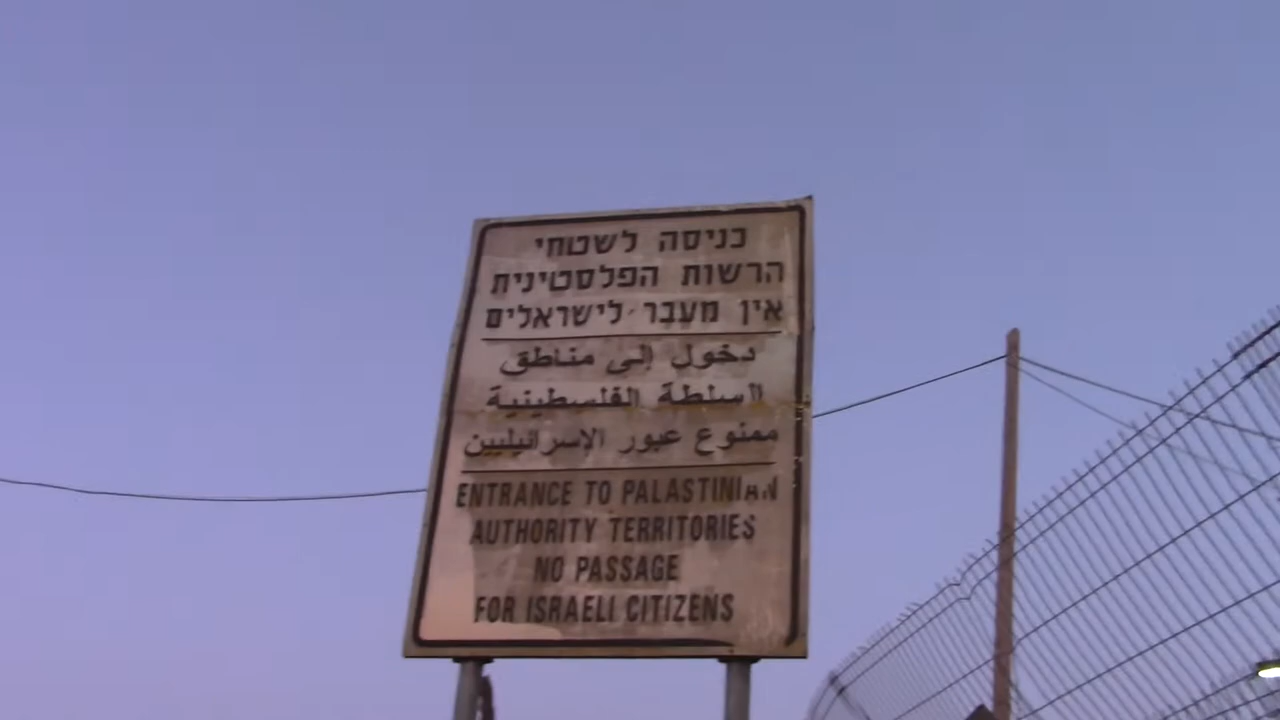 כניסה לשטחי
הרשות הפלסטינית
אין מעבר לישראלים
دخول إلى مناطق
السلطة الفلسطينية
ممنوع عبور الإسرائيليين
ENTRANCE TO PALASTINIAN
AUTHORITY TERRITORIES
NO PASSAGE
FOR ISRAELI CITIZENS